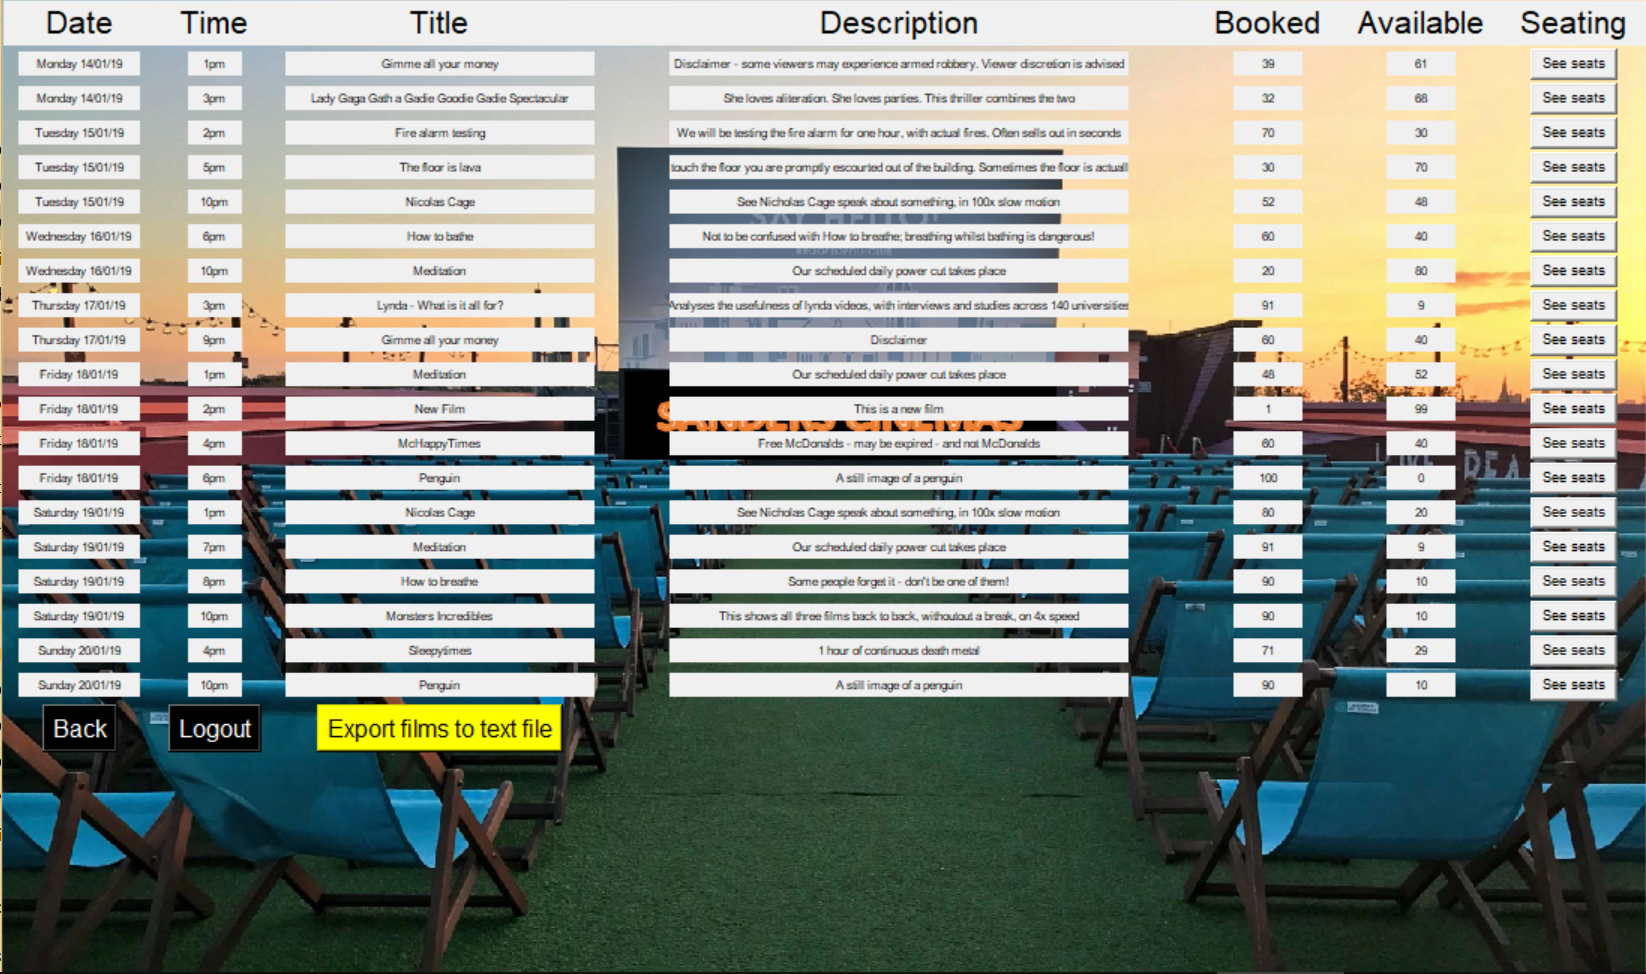 Date Time Title Description Booked Available Seating
Monday 14/01/19 1pm Gimme all your money Disclaimer - some viewers may experience armed robbery. Viewer discretion is advised 39 61 See seats
Monday 14/01/19 3pm Lady Gaga Gath a Gadie Goodie Gadie Spectacular She loves aliteration. She loves parties. This thriller combines the two 32 68 See seats
Tuesday 15/01/19 2pm Fire alarm testing We will be testing the fire alarm for one hour, with actual fires. Often sells out in seconds 70 30 See seats
Tuesday 15/01/19 5pm The floor is lava touch the floor you are promptly escourted out of the building. Sometimes the floor is actuall 30 70 See seats
Tuesday 15/01/19 10pm Nicolas Cage See Nicholas Cage speak about something, in 100x slow motion 52 48 See seats
SAY HELLO!
Wednesday 16/01/19 6pm How to bathe Not to be confused with How to breathe; breathing whilst bathing is dangerous! 60 40 See seats
Wednesday 16/01/19 10pm Meditation Our scheduled daily power cut takes place 20 80 See seats
Thursday 17/01/19 3pm Lynda - What is it all for? Analyses the usefulness of lynda videos, with interviews and studies across 140 universities 91 9 See seats
Thursday 17/01/19 9pm Gimme all your money Disclaimer 60 40 See seats
Friday 18/01/19 1pm Meditation Our scheduled daily power cut takes place 48 52 See seats
Friday 18/01/19 2pm New Film This is a new film 1 99 See seats
SANDERS CINEMAS
Friday 18/01/19 4pm McHappyTimes Free McDonalds - may be expired - and not McDonalds 60 40 See seats
Friday 18/01/19 6pm Penguin A still image of a penguin 100 0 See seats
Saturday 19/01/19 1pm Nicolas Cage See Nicholas Cage speak about something, in 100x slow motion 80 20 See seats
Saturday 19/01/19 7pm Meditation Our scheduled daily power cut takes place 91 9 See seats
Saturday 19/01/19 8pm How to breathe Some people forget it - don't be one of them! 90 10 See seats
Saturday 19/01/19 10pm Monsters Incredibles This shows all three films back to back, withoutout a break, on 4x speed 90 10 See seats
Sunday 20/01/19 4pm Sleepytimes 1 hour of continuous death metal 71 29 See seats
Sunday 20/01/19 10pm Penguin A still image of a penguin 90 10 See seats
Back Logout Export films to text file